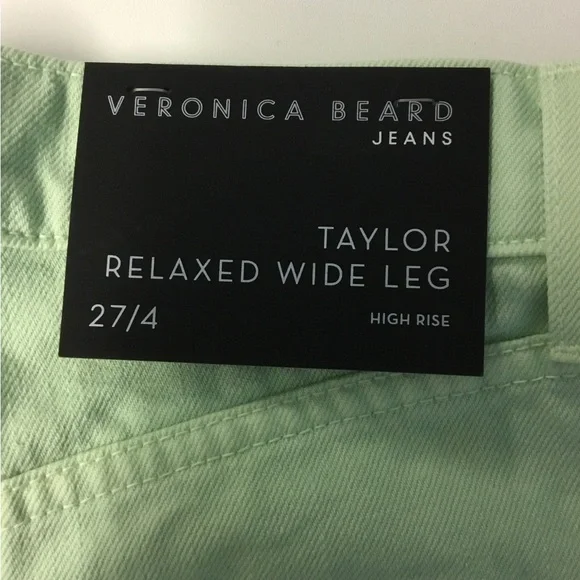 VERONICA BEARD
JEANS
TAYLOR
RELAXED WIDE LEG
27/4
HIGH RISE